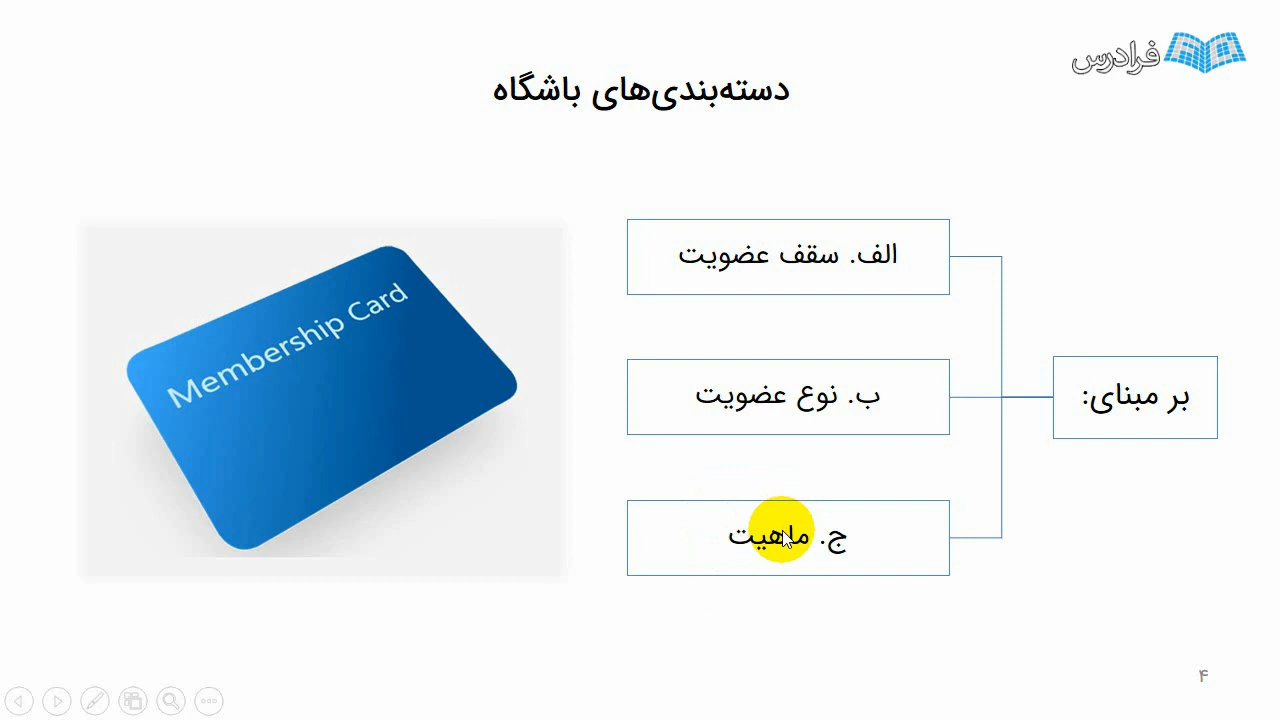 فرادرس
دسته‌بندی‌های باشگاه
بر مبنای:
الف. سقف عضویت
ب. نوع عضویت
ج. ماهیت
Membership Card
۴